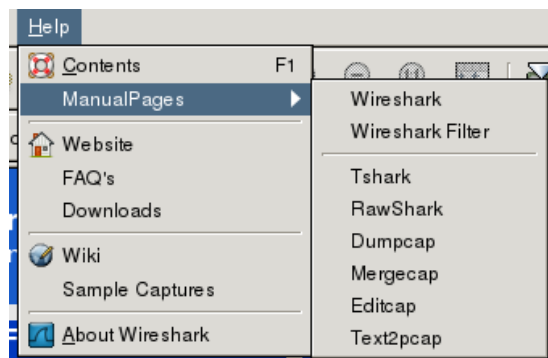 Help
Contents F1
ManualPages
Website
FAQ's
Downloads
Wiki
Sample Captures
About Wireshark
Wireshark
Wireshark Filter
Tshark
RawShark
Dumpcap
Mergecap
Editcap
Text2pcap